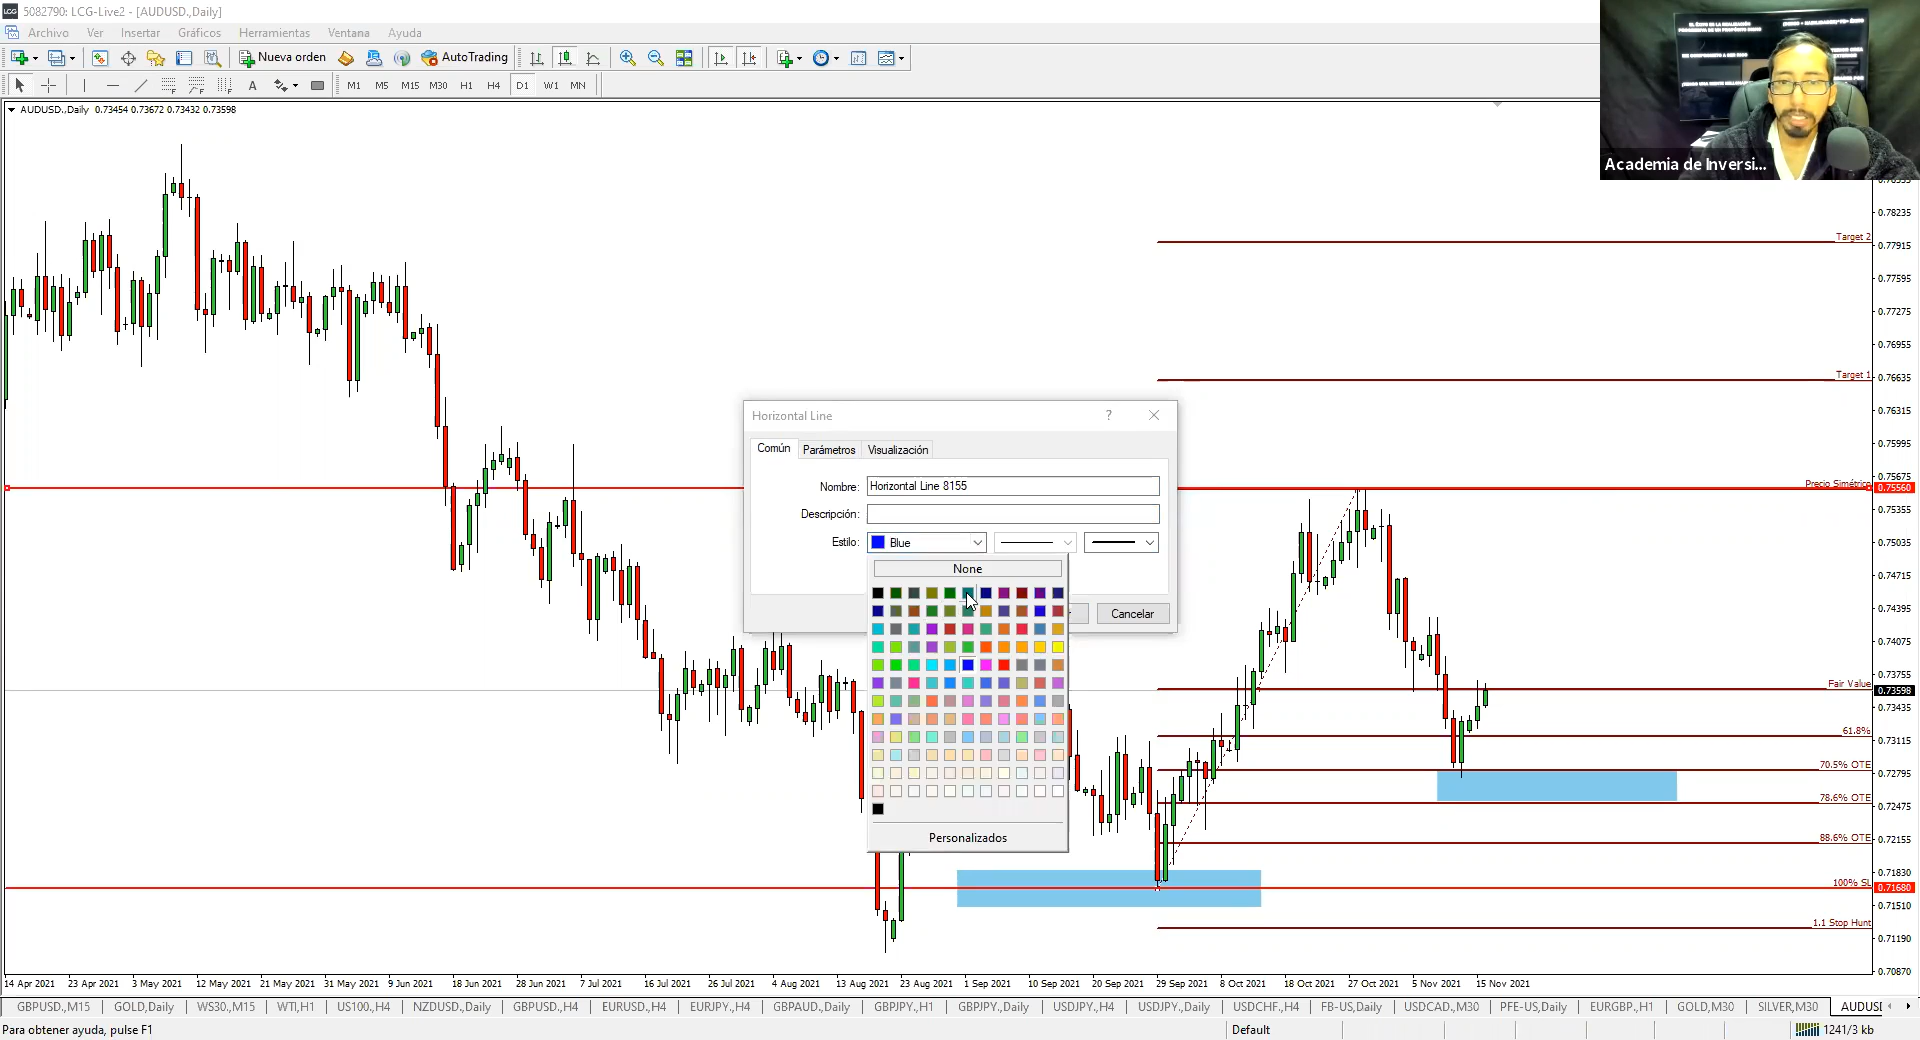 5082790: LCG-Live2 - [AUDUSD.,Daily]
Archivo Ver Insertar Gráficos Herramientas Ventana Ayuda
Nueva orden AutoTrading
A M1 M5 M15 M30 H1 H4 D1 W1 MN
AUDUSD.,Daily 0.73454 0.73672 0.73432 0.73598
Academia de Inversi...
0.78235
Target 2
0.77915
0.77595
0.77275
0.76955
Target 1
0.76635
0.76315
0.75995
0.75675
Precio Simétrico
0.75560
0.75355
0.75035
0.74715
0.74395
0.74075
0.73755
Fair Value
0.73598
0.73435
61.8%
0.73115
70.5% OTE
0.72795
78.6% OTE
0.72475
88.6% OTE
0.72155
0.71830
100% SL
0.71680
0.71510
1.1 Stop Hunt
0.71190
0.70870
Horizontal Line ?
Común Parámetros Visualización
Nombre: Horizontal Line 8155
Descripción:
Estilo: Blue
None
Cancelar
Personalizados
14 Apr 2021 23 Apr 2021 3 May 2021 12 May 2021 21 May 2021 31 May 2021 9 Jun 2021 18 Jun 2021 28 Jun 2021 7 Jul 2021 16 Jul 2021 26 Jul 2021 4 Aug 2021 13 Aug 2021 23 Aug 2021 1 Sep 2021 10 Sep 2021 20 Sep 2021 29 Sep 2021 8 Oct 2021 18 Oct 2021 27 Oct 2021 5 Nov 2021 15 Nov 2021
GBPUSD.,M15 GOLD,Daily WS30.,M15 WTI,H1 US100.,H4 NZDUSD.,Daily GBPUSD.,H4 EURUSD.,H4 EURJPY.,H4 GBPAUD.,Daily GBPJPY.,H1 GBPJPY.,Daily USDJPY.,H4 USDJPY.,Daily USDCHF.,H4 FB-US,Daily USDCAD.,M30 PFE-US,Daily EURGBP.,H1 GOLD,M30 SILVER,M30 AUDUSD
Para obtener ayuda, pulse F1 Default 1241/3 kb